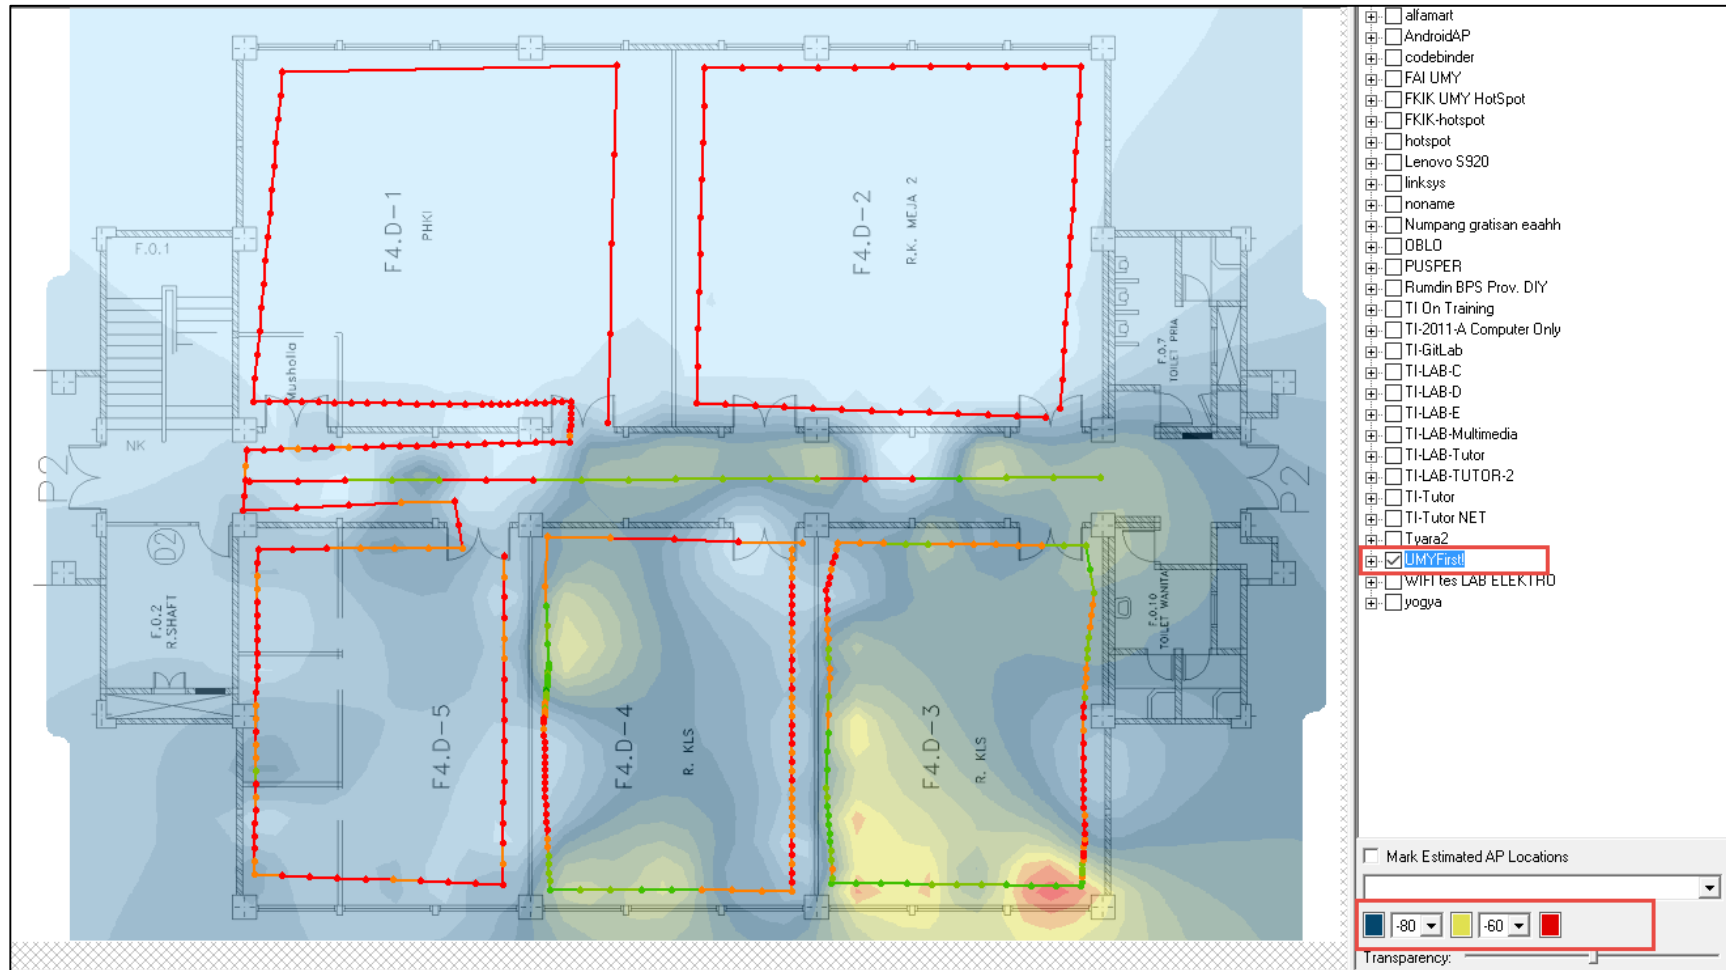 F4.D-1
PHKI
F4.D-2
R.K. MEJA 2
F.0.1
Musholla
NK
P2
F.0.7
TOILET PRIA
P2
D2
F.0.2
R.SHAFT
F4.D-5
F4.D-4
R. KLS
F4.D-3
R. KLS
F.0.10
TOILET WANITA
alfamart
AndroidAP
codebinder
FAI UMY
FKIK UMY HotSpot
FKIK-hotspot
hotspot
Lenovo S920
linksys
noname
Numpang gratisan eaahh
OBLO
PUSPER
Rumdin BPS Prov. DIY
TI On Training
TI-2011-A Computer Only
TI-GitLab
TI-LAB-C
TI-LAB-D
TI-LAB-E
TI-LAB-Multimedia
TI-LAB-Tutor
TI-LAB-TUTOR-2
TI-Tutor
TI-Tutor NET
Tyara2
UMYFirst!
WIFI tes LAB ELEKTRO
yogya
Mark Estimated AP Locations
-80 -60
Transparency: